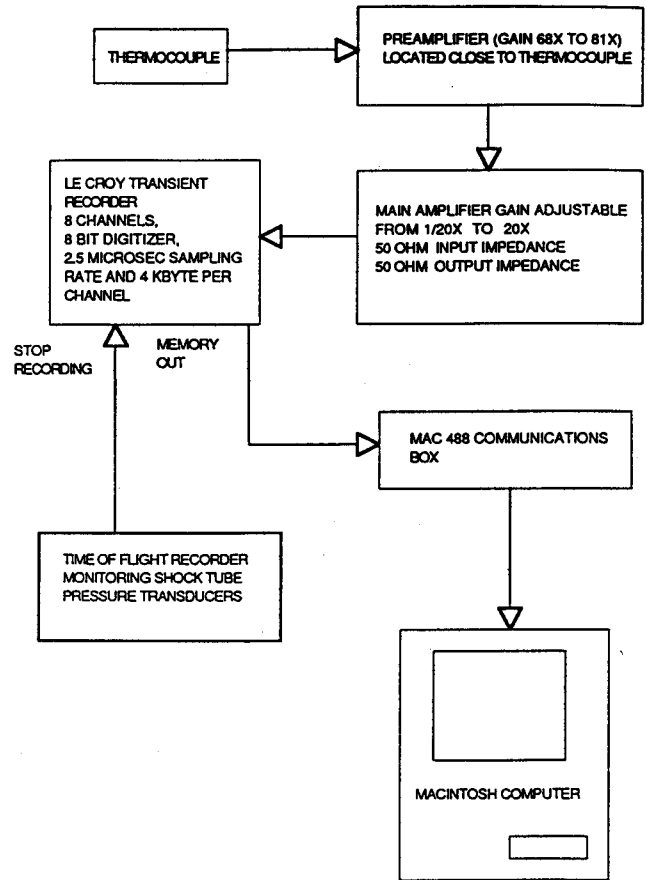 THERMOCOUPLE
PREAMPLIFIER (GAIN 68X TO 81X)
LOCATED CLOSE TO THERMOCOUPLE
LE CROY TRANSIENT
RECORDER
8 CHANNELS,
8 BIT DIGITIZER,
2.5 MICROSEC SAMPLING
RATE AND 4 KBYTE PER
CHANNEL
MAIN AMPLIFIER GAIN ADJUSTABLE
FROM 1/20X TO 20X
50 OHM INPUT IMPEDANCE
50 OHM OUTPUT IMPEDANCE
STOP
RECORDING
MEMORY
OUT
MAC 488 COMMUNICATIONS
BOX
TIME OF FLIGHT RECORDER
MONITORING SHOCK TUBE
PRESSURE TRANSDUCERS
MACINTOSH COMPUTER